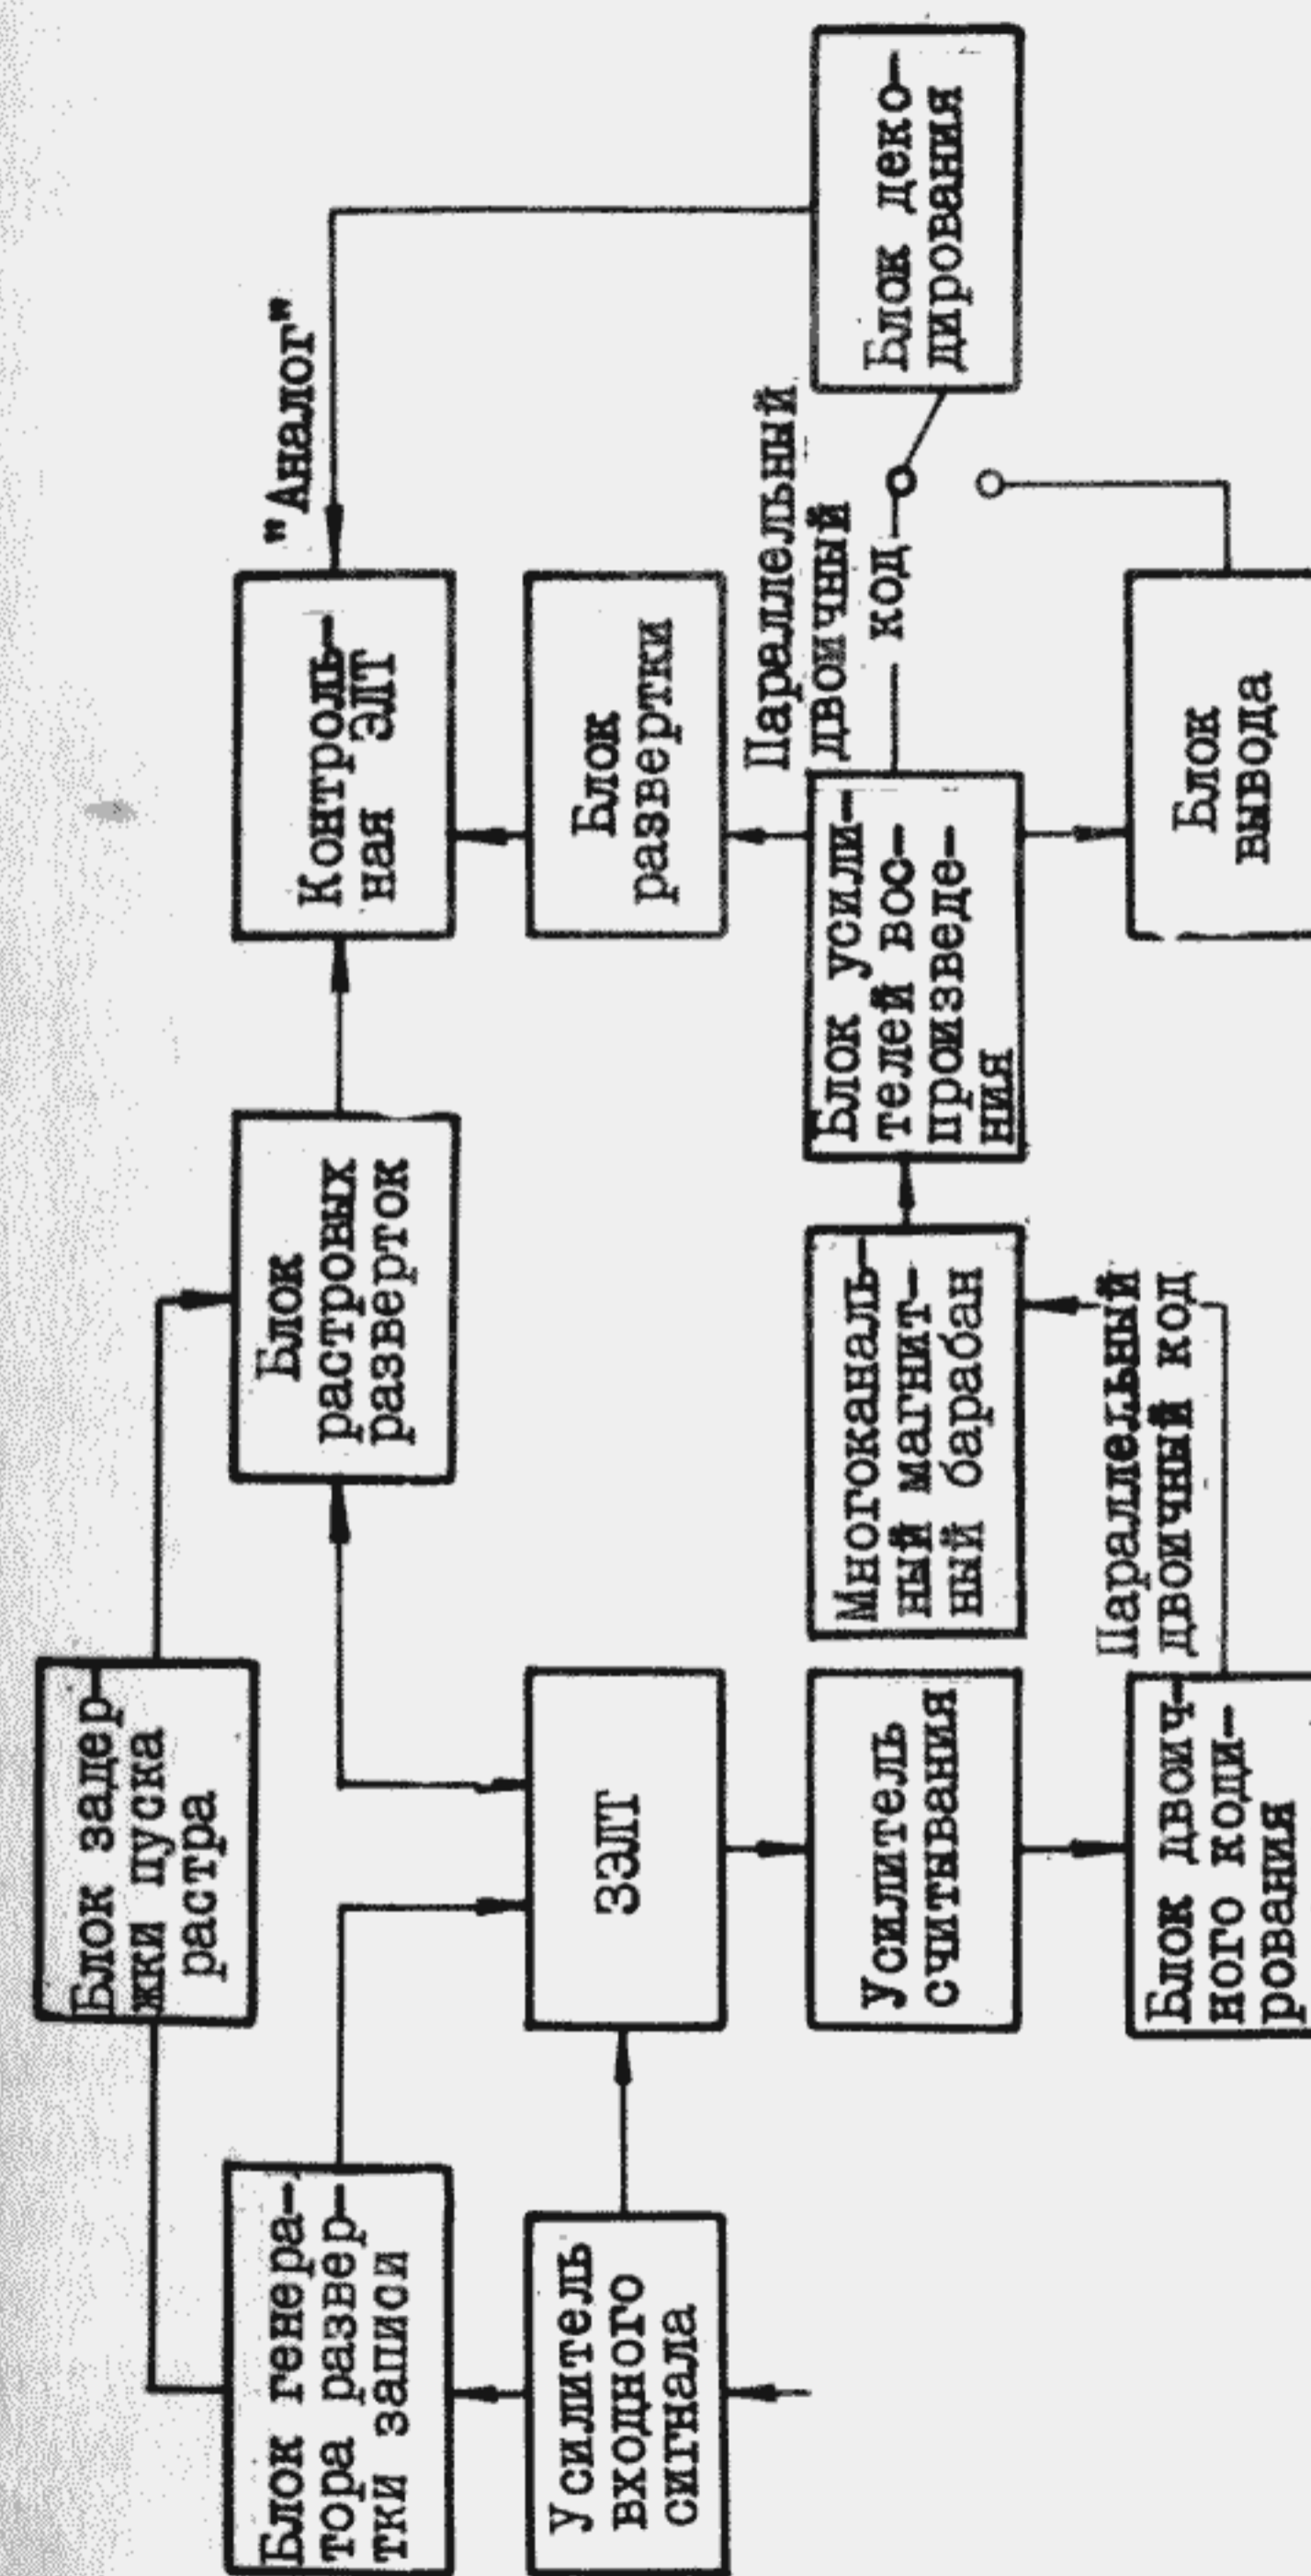 Блок задер-
жки пуска
растра
Блок генера-
тора развер-
тки записи
Блок
растровых
разверток
Контроль-
ная ЭЛТ
"Аналог"
Усилитель
входного
сигнала
ЗЭЛТ
Блок
развертки
Усилитель
считывания
Многоканаль-
ный магнит-
ный барабан
Блок усили-
телей вос-
произведе-
ния
Параллельный
двоичный
код
Блок деко-
дирования
Блок двоич-
ного коди-
рования
Параллельный
двоичный код
Блок
вывода